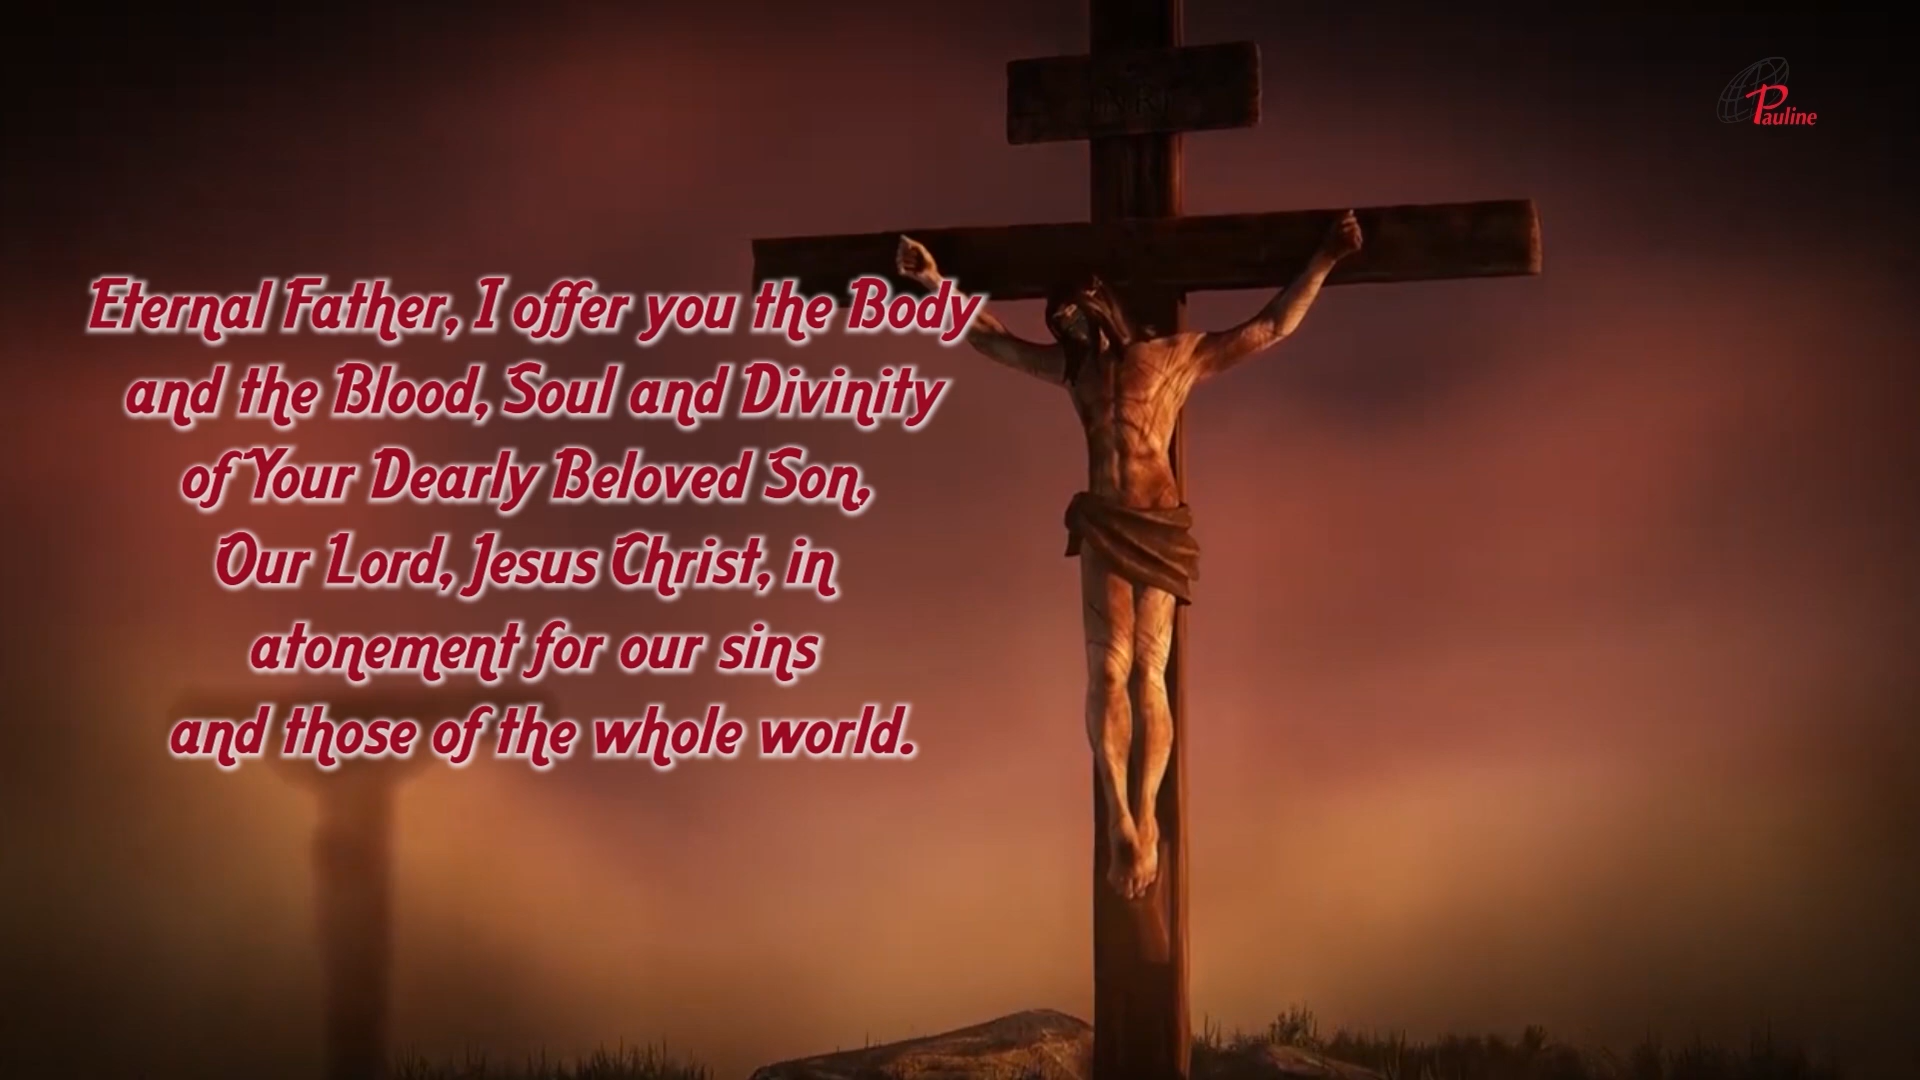 Eternal Father, I offer you the Body
and the Blood, Soul and Divinity
of Your Dearly Beloved Son,
Our Lord, Jesus Christ, in
atonement for our sins
and those of the whole world.
Pauline